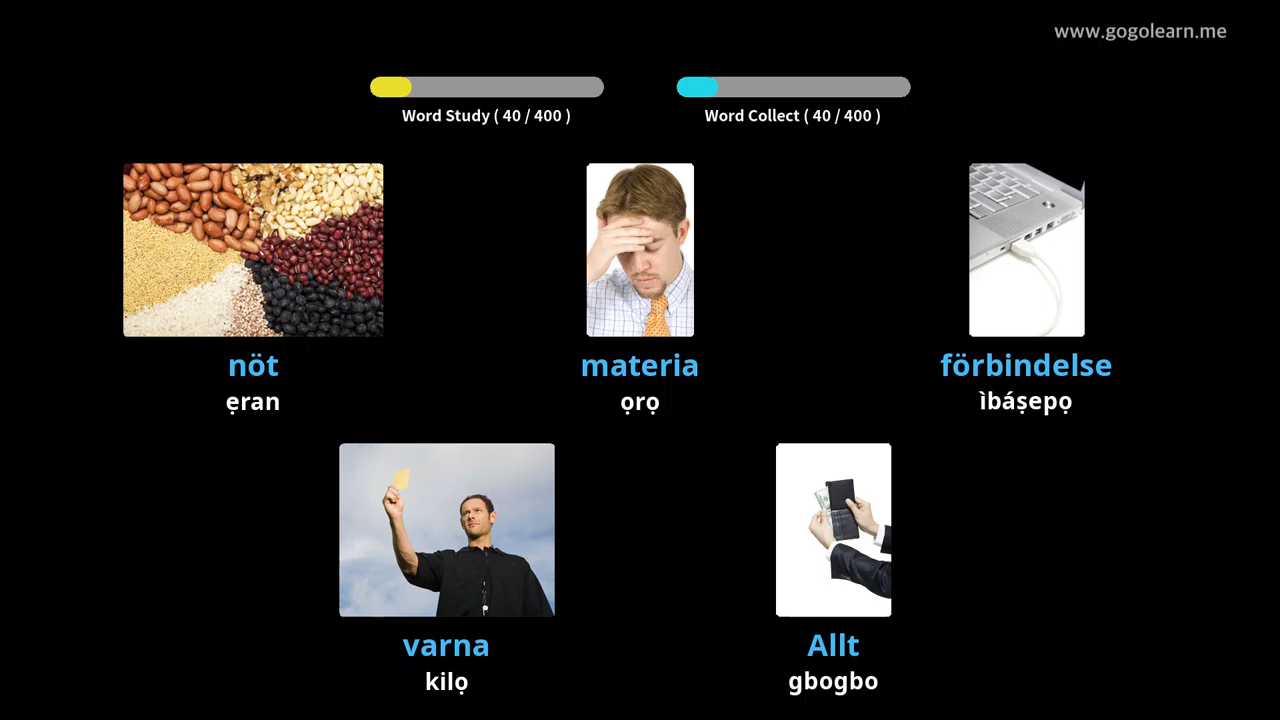 www.gogolearn.me
Word Study ( 40 / 400 )
Word Collect ( 40 / 400 )
nöt
ẹran
materia
ọrọ
förbindelse
ìbáṣepọ
varna
kilọ
Allt
gbogbo